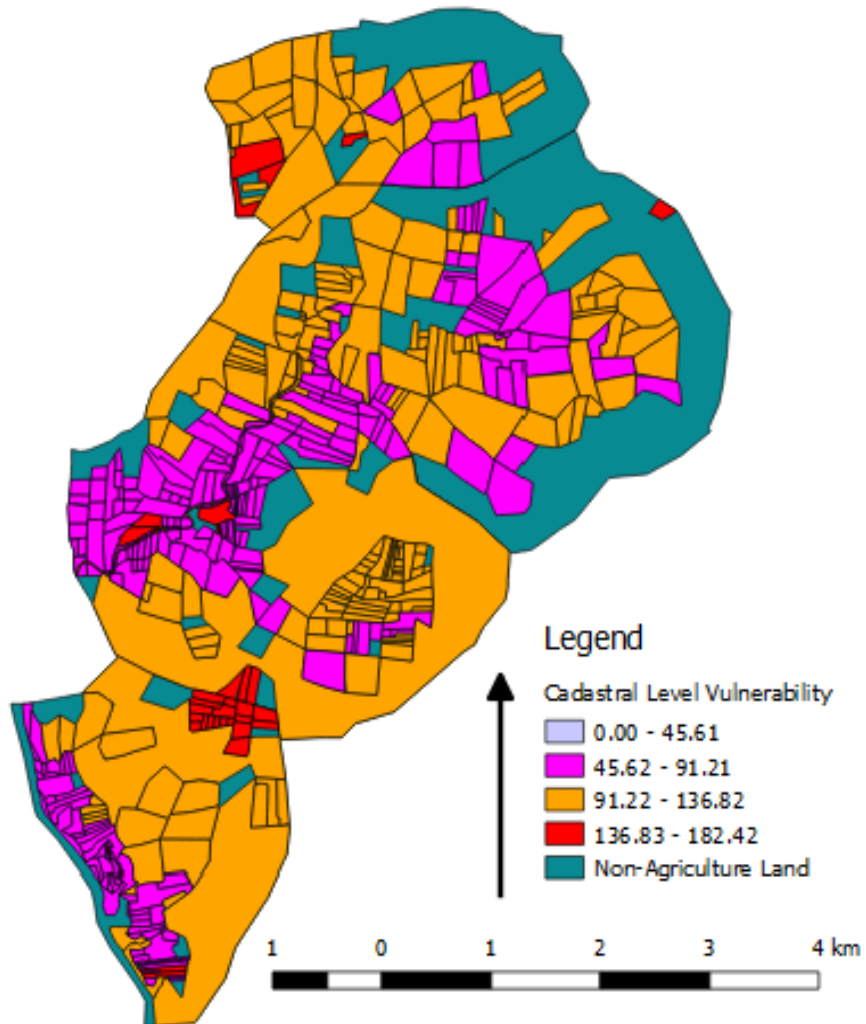 Legend
Cadastral Level Vulnerability
0.00 - 45.61
45.62 - 91.21
91.22 - 136.82
136.83 - 182.42
Non-Agriculture Land
1 0 1 2 3 4 km